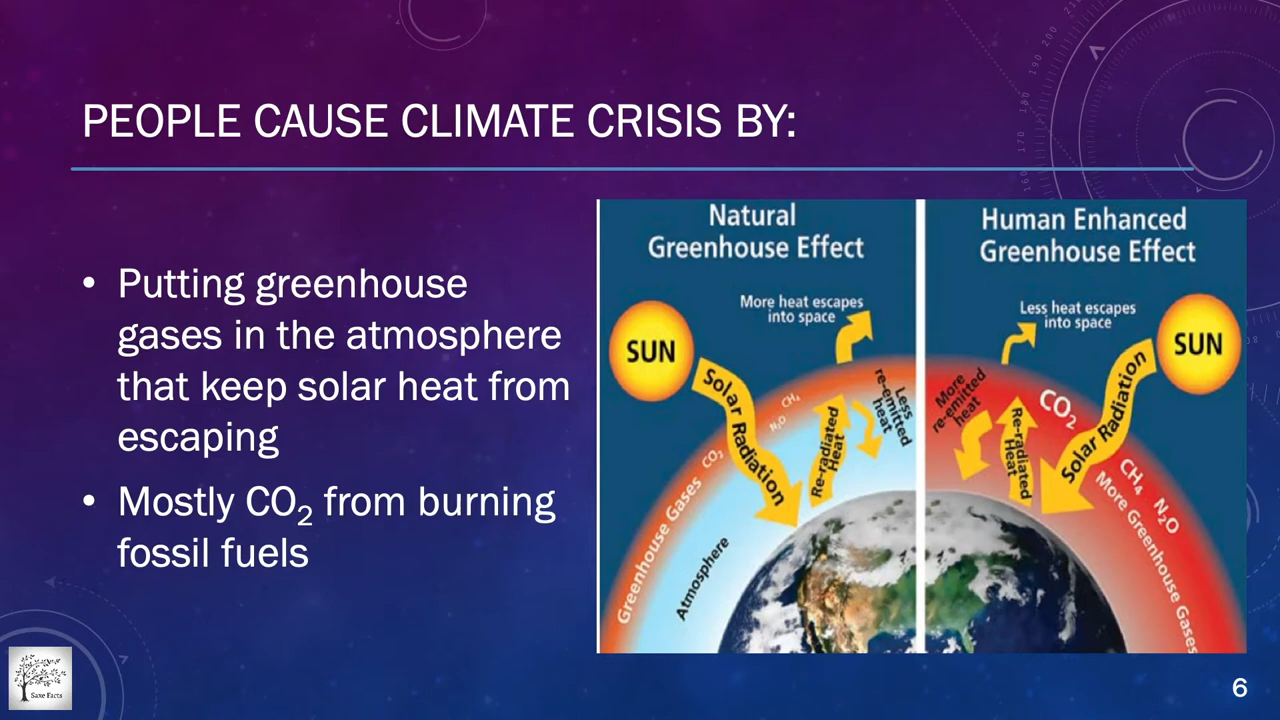 PEOPLE CAUSE CLIMATE CRISIS BY:
• Putting greenhouse
gases in the atmosphere
that keep solar heat from
escaping
• Mostly CO₂ from burning
fossil fuels
Natural
Greenhouse Effect
More heat escapes
into space
SUN
Solar Radiation
CH₄
N₂O
CO₂
Greenhouse Gases
Atmosphere
Re-radiated
Heat
Less
re-emitted
heat
Human Enhanced
Greenhouse Effect
Less heat escapes
into space
SUN
Solar Radiation
More
re-emitted
heat
Re-radiated
Heat
CO₂
CH₄
N₂O
More Greenhouse Gases
Saxe Facts
6